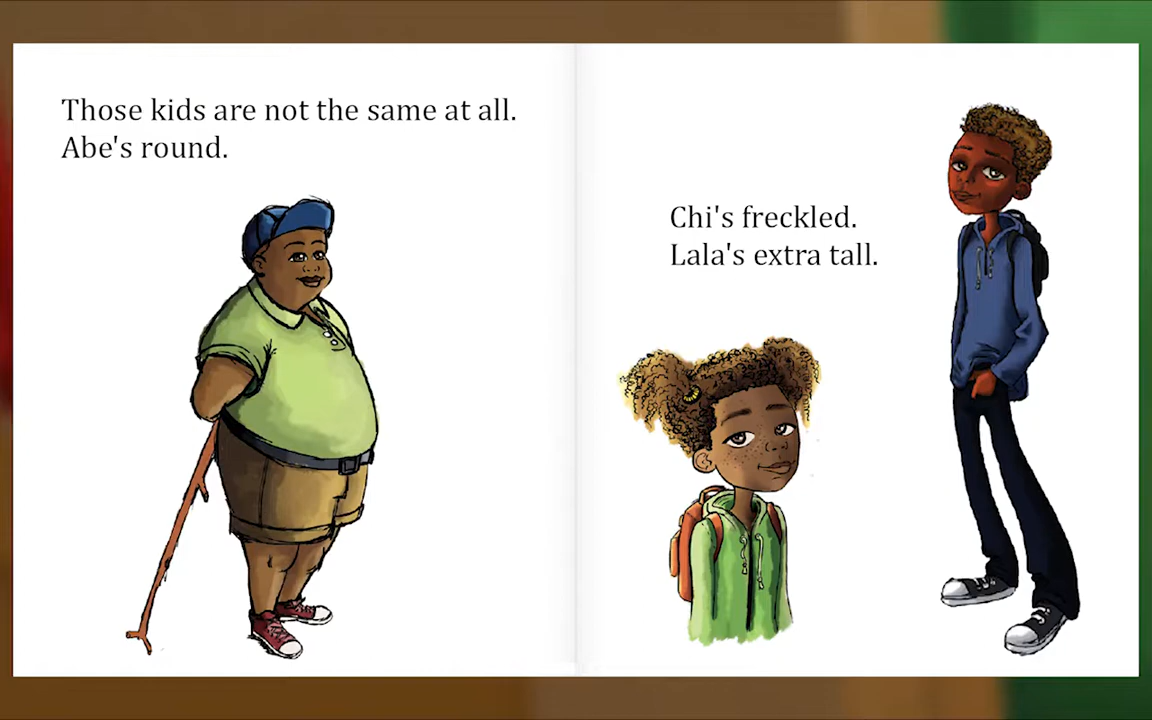 Those kids are not the same at all.
Abe's round.
Chi's freckled.
Lala's extra tall.